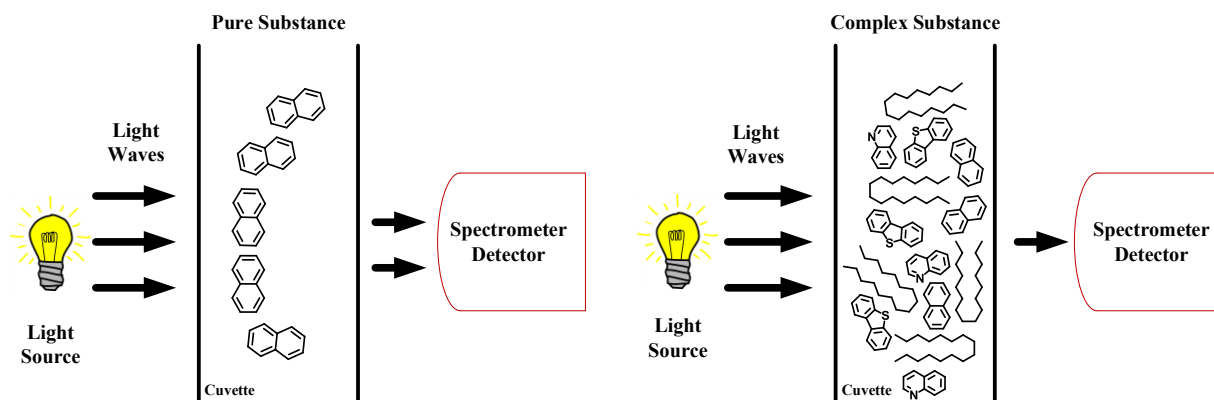 Pure Substance
Light
Waves
Light
Source
Cuvette
Spectrometer
Detector
Complex Substance
Light
Waves
Light
Source
N
S
S
N
S
N
Cuvette
Spectrometer
Detector